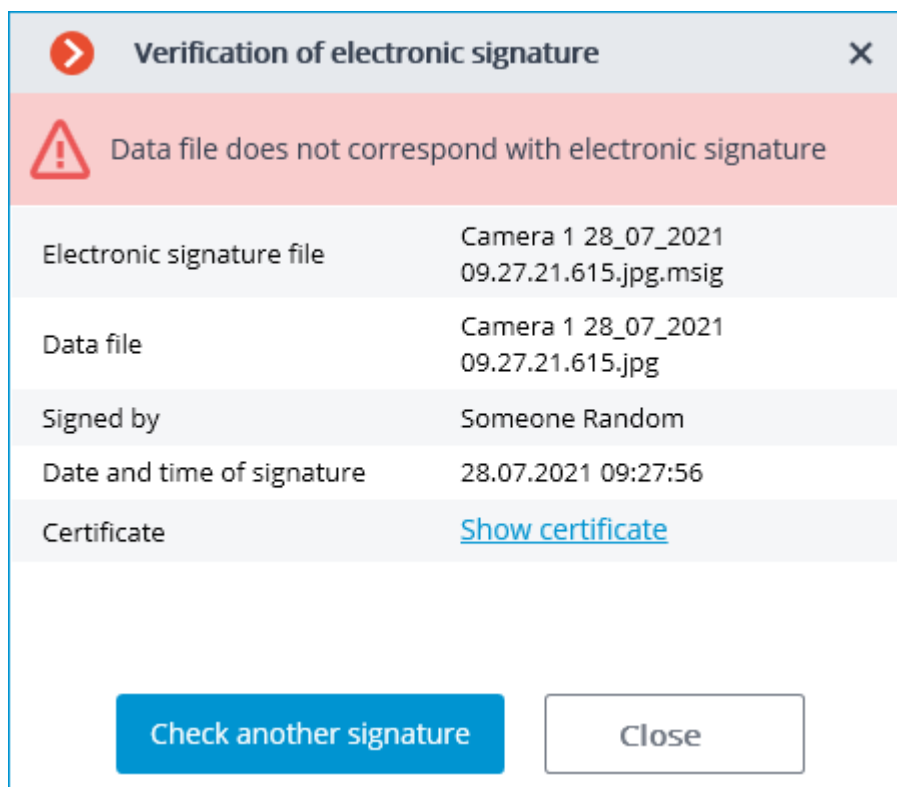 Verification of electronic signature
Data file does not correspond with electronic signature
Electronic signature file
Camera 1 28_07_2021
09.27.21.615.jpg.msig
Data file
Camera 1 28_07_2021
09.27.21.615.jpg
Signed by
Someone Random
Date and time of signature
28.07.2021 09:27:56
Certificate
Show certificate
Check another signature
Close